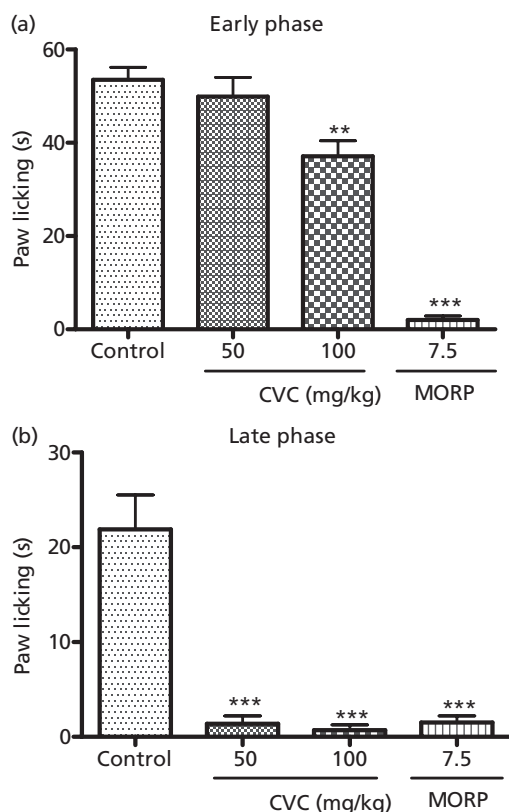 (a)
Early phase
60
40
20
0
Paw licking (s)
**
***
Control 50 100 7.5
CVC (mg/kg) MORP
(b)
Late phase
30
20
10
0
Paw licking (s)
*** *** ***
Control 50 100 7.5
CVC (mg/kg) MORP